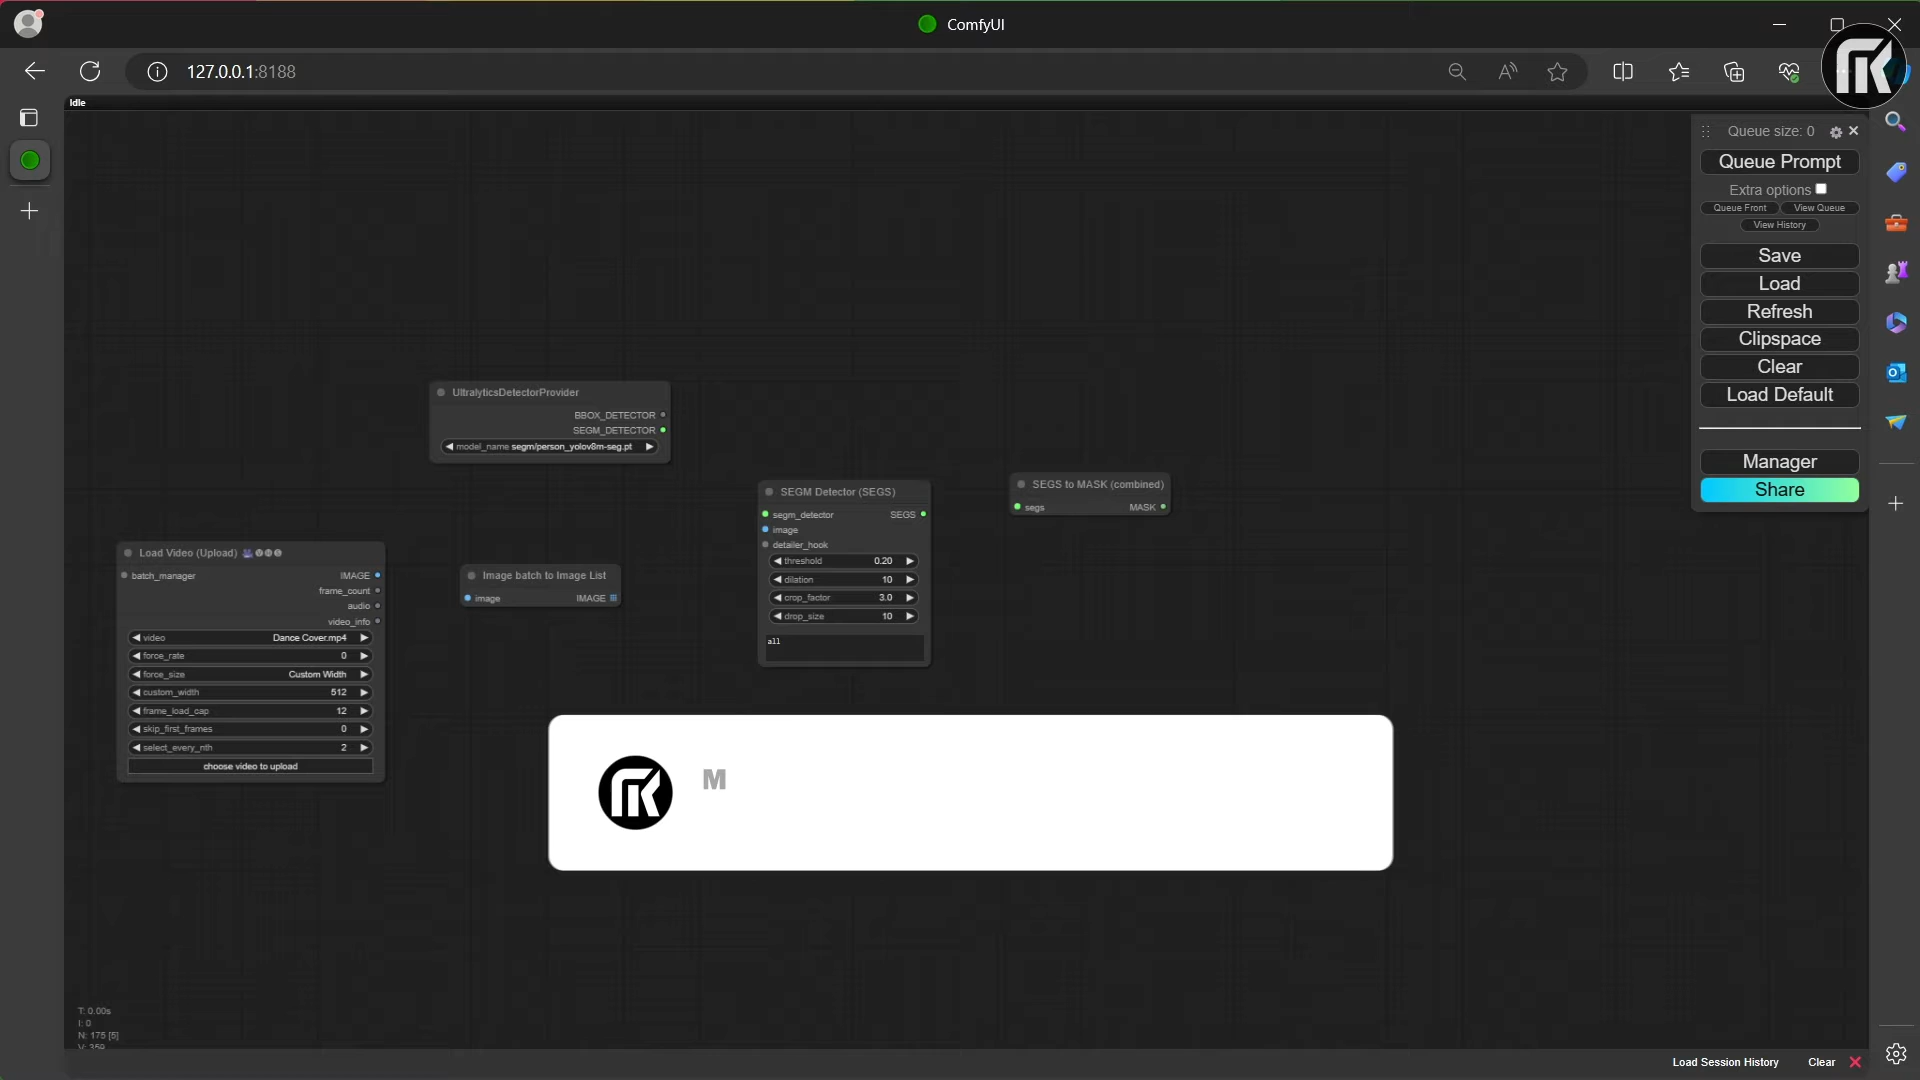 ComfyUI
127.0.0.1:8188
Idle
Queue size: 0
Queue Prompt
Extra options
Queue Front
View Queue
View History
Save
Load
Refresh
Clipspace
Clear
Load Default
Manager
Share
UltralyticsDetectorProvider
BBOX_DETECTOR
SEGM_DETECTOR
model_name segm/person_yolov8m-seg.pt
SEGM Detector (SEGS)
segm_detector SEGS
image
detailer_hook
threshold 0.20
dilation 10
crop_factor 3.0
drop_size 10
all
SEGS to MASK (combined)
segs MASK
Load Video (Upload)
batch_manager IMAGE
frame_count
audio
video_info
video Dance Cover.mp4
force_rate 0
force_size Custom Width
custom_width 512
frame_load_cap 12
skip_first_frames 0
select_every_nth 2
choose video to upload
Image batch to Image List
image IMAGE
M
T: 0.00s
I: 0
N: 175 [5]
V: 359
Load Session History
Clear